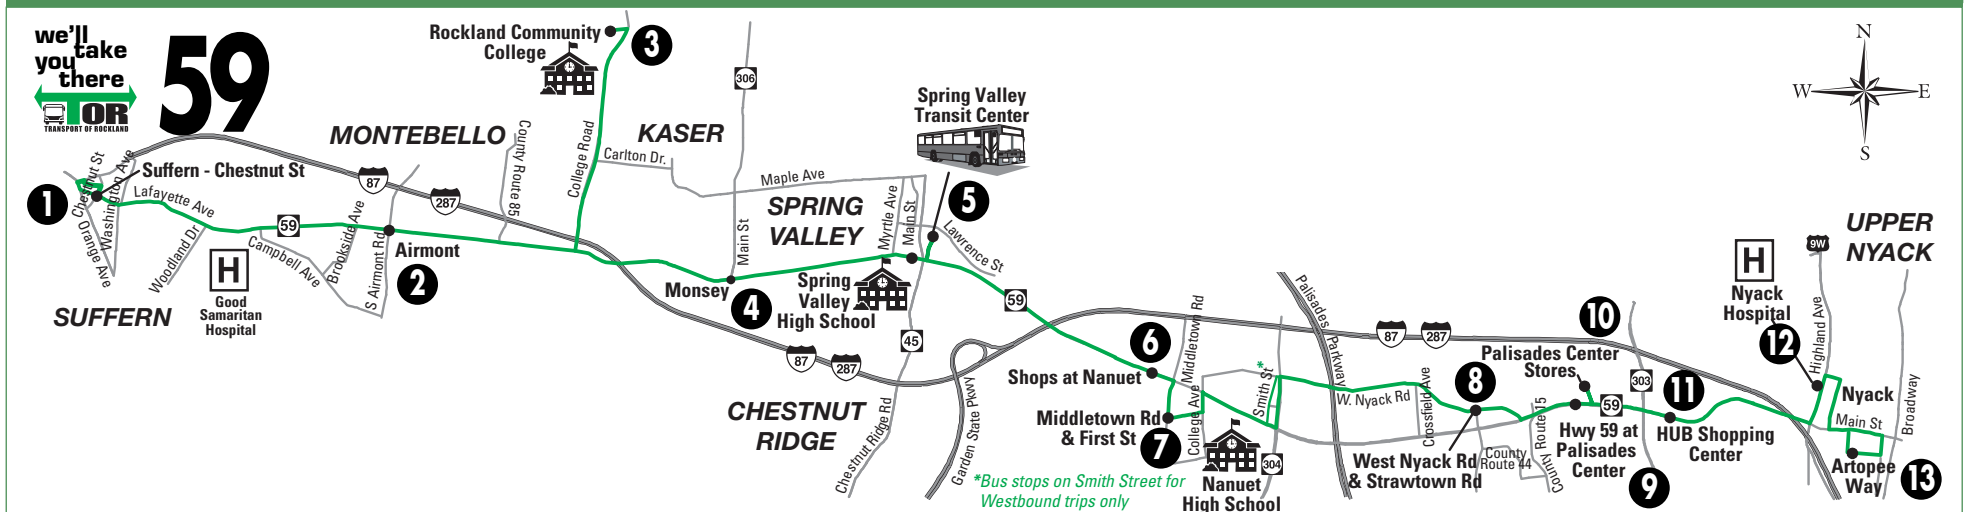 we'll
take
you
there
TOR
TRANSPORT OF ROCKLAND
59
Rockland Community
College
3
306
Spring Valley
Transit Center
N
W
E
S
MONTEBELLO
KASER
County Route 85
College Road
Carlton Dr.
Maple Ave
Chestnut St
Washington Ave
Suffern - Chestnut St
1
Lafayette Ave
87
287
Orange Ave
Woodland Dr
59
Campbell Ave
Brookside Ave
S Airmont Rd
Airmont
2
H
Good
Samaritan
Hospital
SUFFERN
Main St
SPRING
VALLEY
Myrtle Ave
Main St
5
Lawrence St
Monsey
4
Spring
Valley
High School
59
45
87
287
CHESTNUT
RIDGE
Chestnut Ridge Rd
Garden State Pkwy
Palisades Parkway
Middletown Rd
6
Shops at Nanuet
Middletown Rd
& First St
7
College Ave
Smith St
*
Nanuet
High School
304
*Bus stops on Smith Street for
Westbound trips only
87
287
W. Nyack Rd
Crossfield Ave
8
West Nyack Rd
& Strawtown Rd
County
Route 44
County Route 15
10
Palisades Center
Stores
303
59
Hwy 59 at
Palisades
Center
9
11
HUB Shopping
Center
H
Nyack
Hospital
12
9W
Highland Ave
UPPER
NYACK
Nyack
Main St
Broadway
Artopee
Way
13